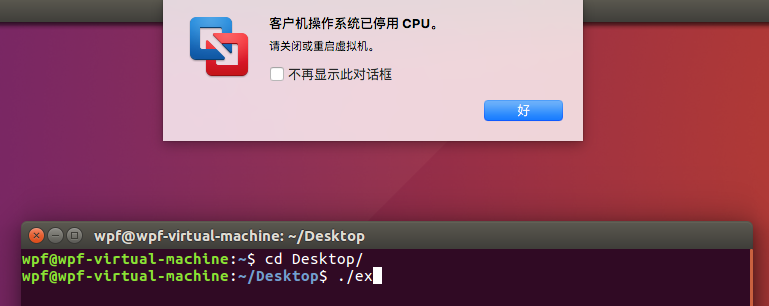 客户机操作系统已停用 CPU。
请关闭或重启虚拟机。
不再显示此对话框
好
wpf@wpf-virtual-machine: ~/Desktop
wpf@wpf-virtual-machine:~$ cd Desktop/
wpf@wpf-virtual-machine:~/Desktop$ ./ex